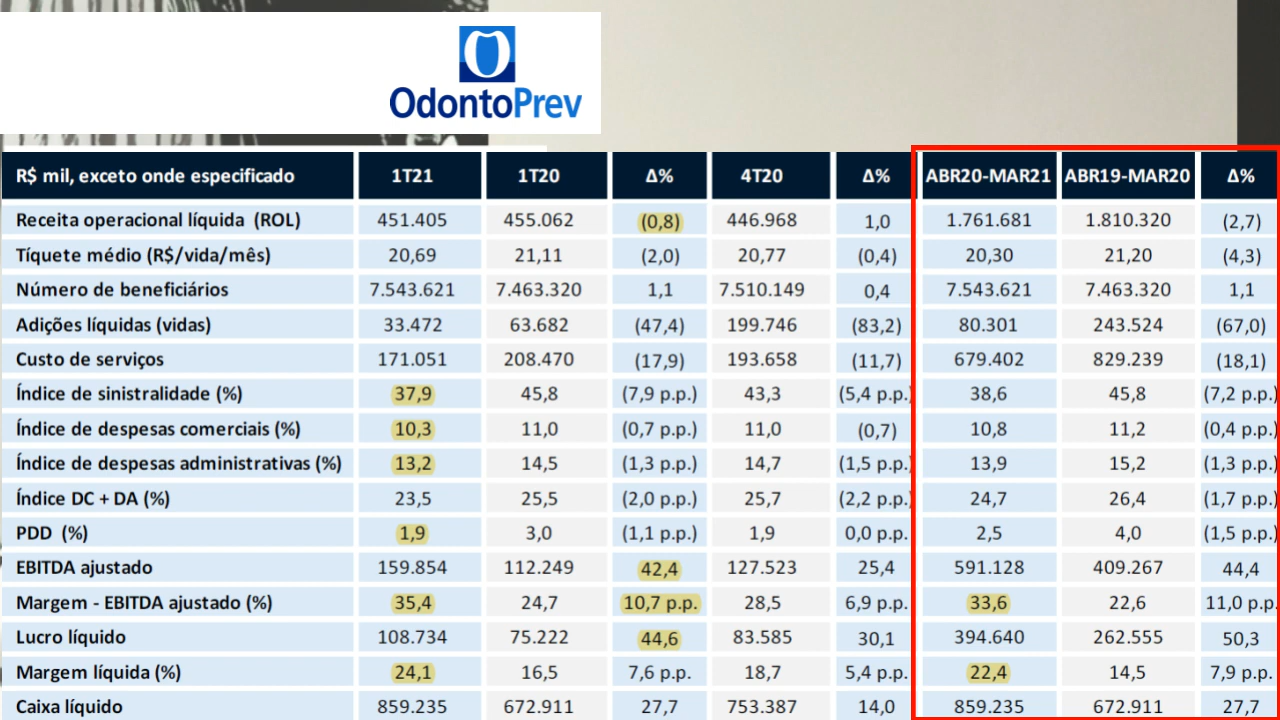 OdontoPrev
R$ mil, exceto onde especificado 1T21 1T20 Δ% 4T20 Δ% ABR20-MAR21 ABR19-MAR20 Δ%
Receita operacional líquida (ROL) 451.405 455.062 (0,8) 446.968 1,0 1.761.681 1.810.320 (2,7)
Tíquete médio (R$/vida/mês) 20,69 21,11 (2,0) 20,77 (0,4) 20,30 21,20 (4,3)
Número de beneficiários 7.543.621 7.463.320 1,1 7.510.149 0,4 7.543.621 7.463.320 1,1
Adições líquidas (vidas) 33.472 63.682 (47,4) 199.746 (83,2) 80.301 243.524 (67,0)
Custo de serviços 171.051 208.470 (17,9) 193.658 (11,7) 679.402 829.239 (18,1)
Índice de sinistralidade (%) 37,9 45,8 (7,9 p.p.) 43,3 (5,4 p.p.) 38,6 45,8 (7,2 p.p.)
Índice de despesas comerciais (%) 10,3 11,0 (0,7 p.p.) 11,0 (0,7) 10,8 11,2 (0,4 p.p.)
Índice de despesas administrativas (%) 13,2 14,5 (1,3 p.p.) 14,7 (1,5 p.p.) 13,9 15,2 (1,3 p.p.)
Índice DC + DA (%) 23,5 25,5 (2,0 p.p.) 25,7 (2,2 p.p.) 24,7 26,4 (1,7 p.p.)
PDD (%) 1,9 3,0 (1,1 p.p.) 1,9 0,0 p.p. 2,5 4,0 (1,5 p.p.)
EBITDA ajustado 159.854 112.249 42,4 127.523 25,4 591.128 409.267 44,4
Margem - EBITDA ajustado (%) 35,4 24,7 10,7 p.p. 28,5 6,9 p.p. 33,6 22,6 11,0 p.p.
Lucro líquido 108.734 75.222 44,6 83.585 30,1 394.640 262.555 50,3
Margem líquida (%) 24,1 16,5 7,6 p.p. 18,7 5,4 p.p. 22,4 14,5 7,9 p.p.
Caixa líquido 859.235 672.911 27,7 753.387 14,0 859.235 672.911 27,7